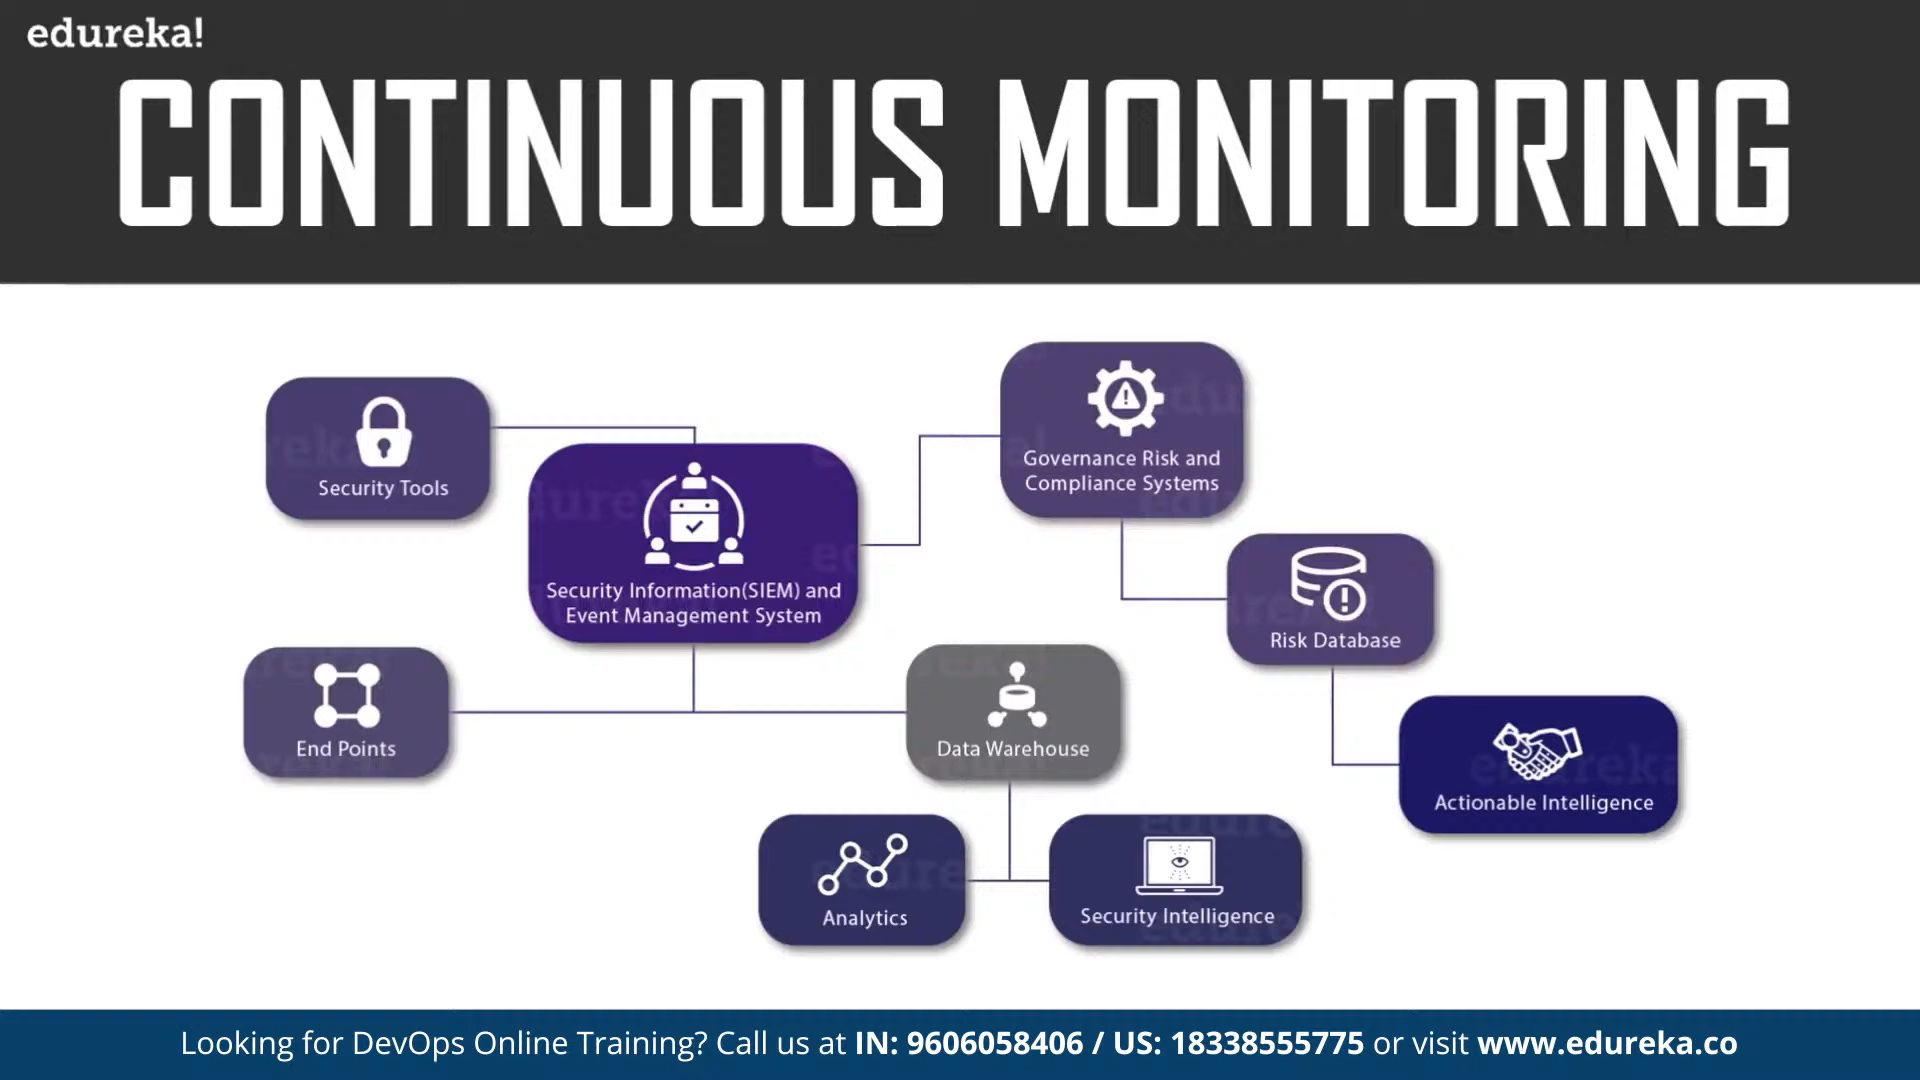 edureka!
CONTINUOUS MONITORING
Security Tools
Governance Risk and
Compliance Systems
Security Information(SIEM) and
Event Management System
Risk Database
End Points
Data Warehouse
Actionable Intelligence
Analytics
Security Intelligence
Looking for DevOps Online Training? Call us at IN: 9606058406 / US: 18338555775 or visit www.edureka.co